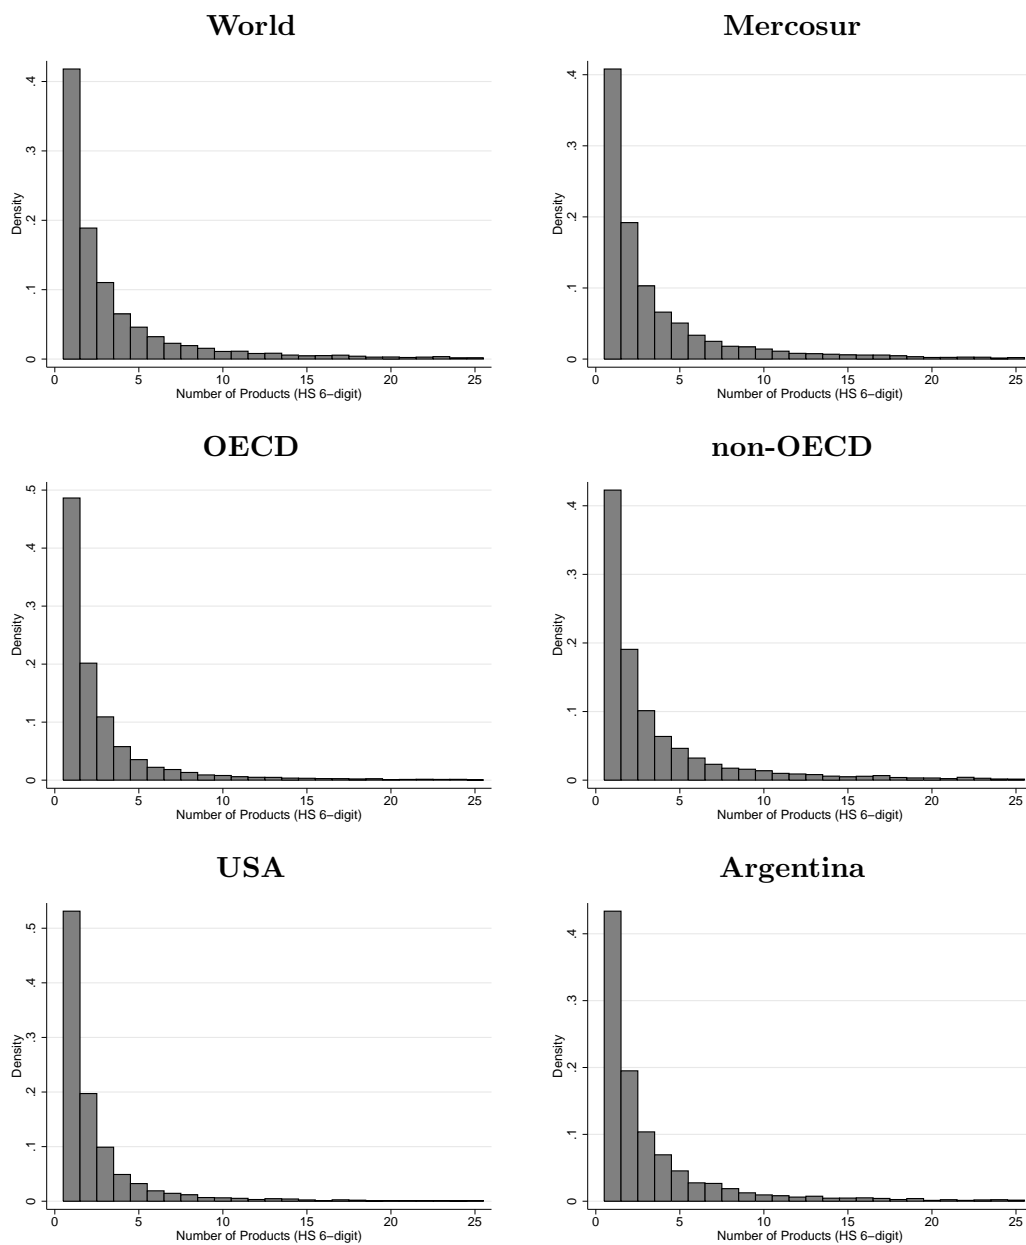 World
Mercosur
Density
0 .1 .2 .3 .4
0 5 10 15 20 25
Number of Products (HS 6−digit)
Density
0 .1 .2 .3 .4
0 5 10 15 20 25
Number of Products (HS 6−digit)
OECD
non-OECD
Density
0 .1 .2 .3 .4 .5
0 5 10 15 20 25
Number of Products (HS 6−digit)
Density
0 .1 .2 .3 .4
0 5 10 15 20 25
Number of Products (HS 6−digit)
USA
Argentina
Density
0 .1 .2 .3 .4 .5
0 5 10 15 20 25
Number of Products (HS 6−digit)
Density
0 .1 .2 .3 .4
0 5 10 15 20 25
Number of Products (HS 6−digit)